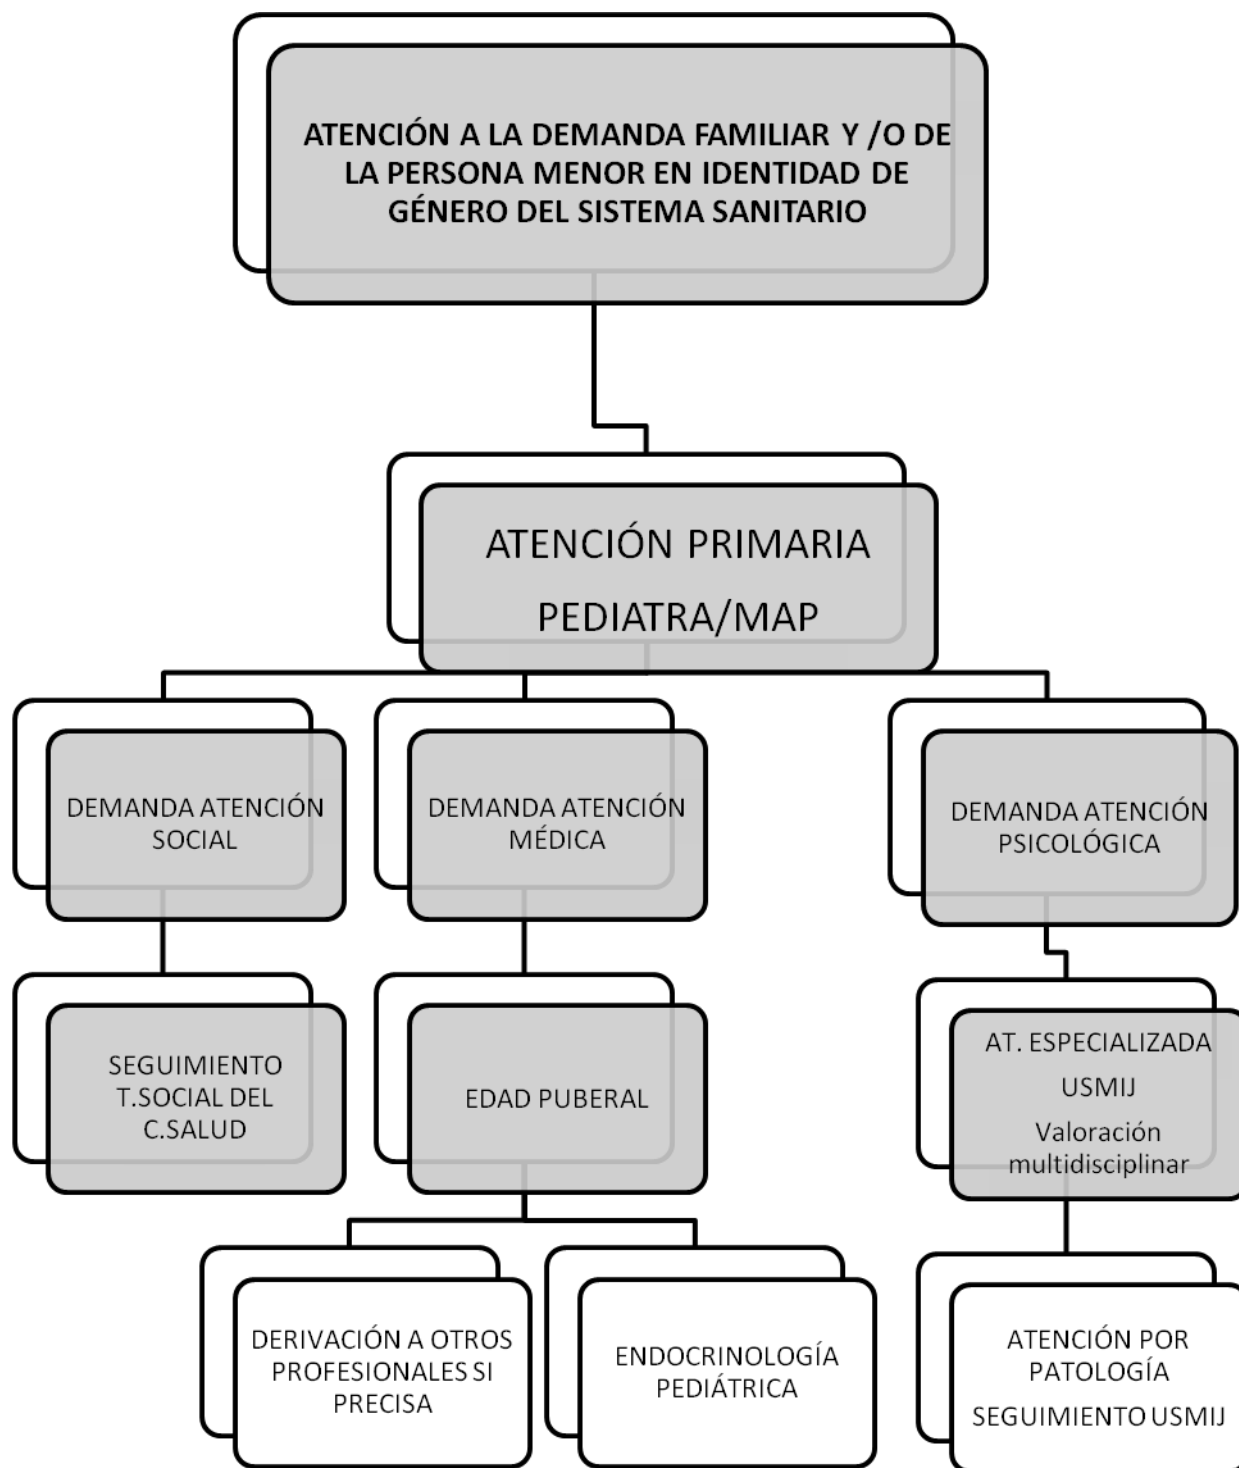 ATENCIÓN A LA DEMANDA FAMILIAR Y /O DE
LA PERSONA MENOR EN IDENTIDAD DE
GÉNERO DEL SISTEMA SANITARIO
ATENCIÓN PRIMARIA
PEDIATRA/MAP
DEMANDA ATENCIÓN
SOCIAL
DEMANDA ATENCIÓN
MÉDICA
DEMANDA ATENCIÓN
PSICOLÓGICA
SEGUIMIENTO
T.SOCIAL DEL
C.SALUD
EDAD PUBERAL
AT. ESPECIALIZADA
USMIJ
Valoración
multidisciplinar
DERIVACIÓN A OTROS
PROFESIONALES SI
PRECISA
ENDOCRINOLOGÍA
PEDIÁTRICA
ATENCIÓN POR
PATOLOGÍA
SEGUIMIENTO USMIJ